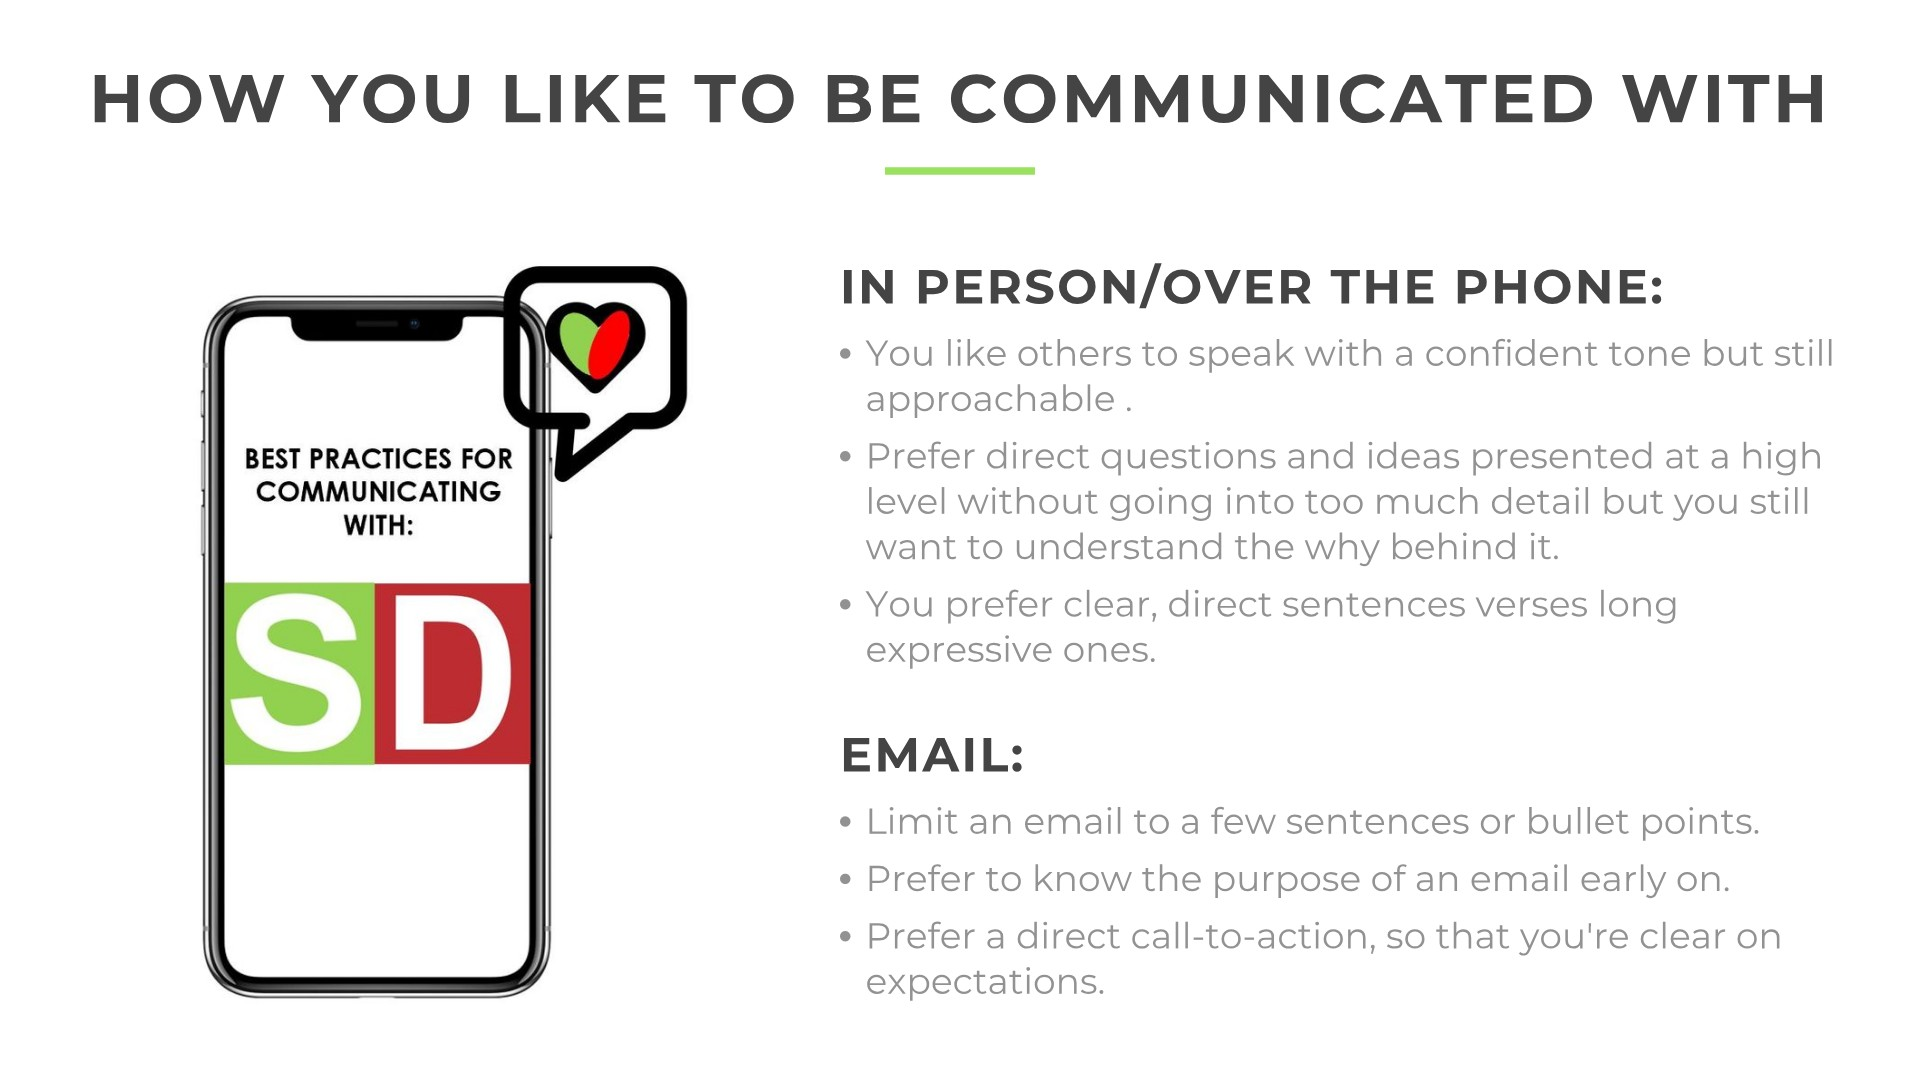 HOW YOU LIKE TO BE COMMUNICATED WITH
BEST PRACTICES FOR
COMMUNICATING
WITH:
SD
IN PERSON/OVER THE PHONE:
• You like others to speak with a confident tone but still
approachable .
• Prefer direct questions and ideas presented at a high
level without going into too much detail but you still
want to understand the why behind it.
• You prefer clear, direct sentences verses long
expressive ones.
EMAIL:
• Limit an email to a few sentences or bullet points.
• Prefer to know the purpose of an email early on.
• Prefer a direct call-to-action, so that you're clear on
expectations.